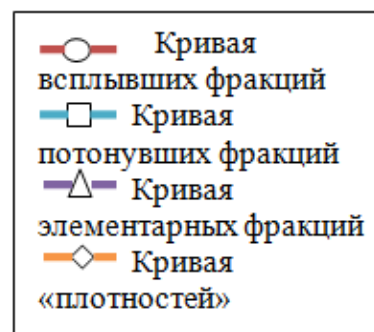 Кривая
всплывших фракций
Кривая
потонувших фракций
Кривая
элементарных фракций
Кривая
«плотностей»